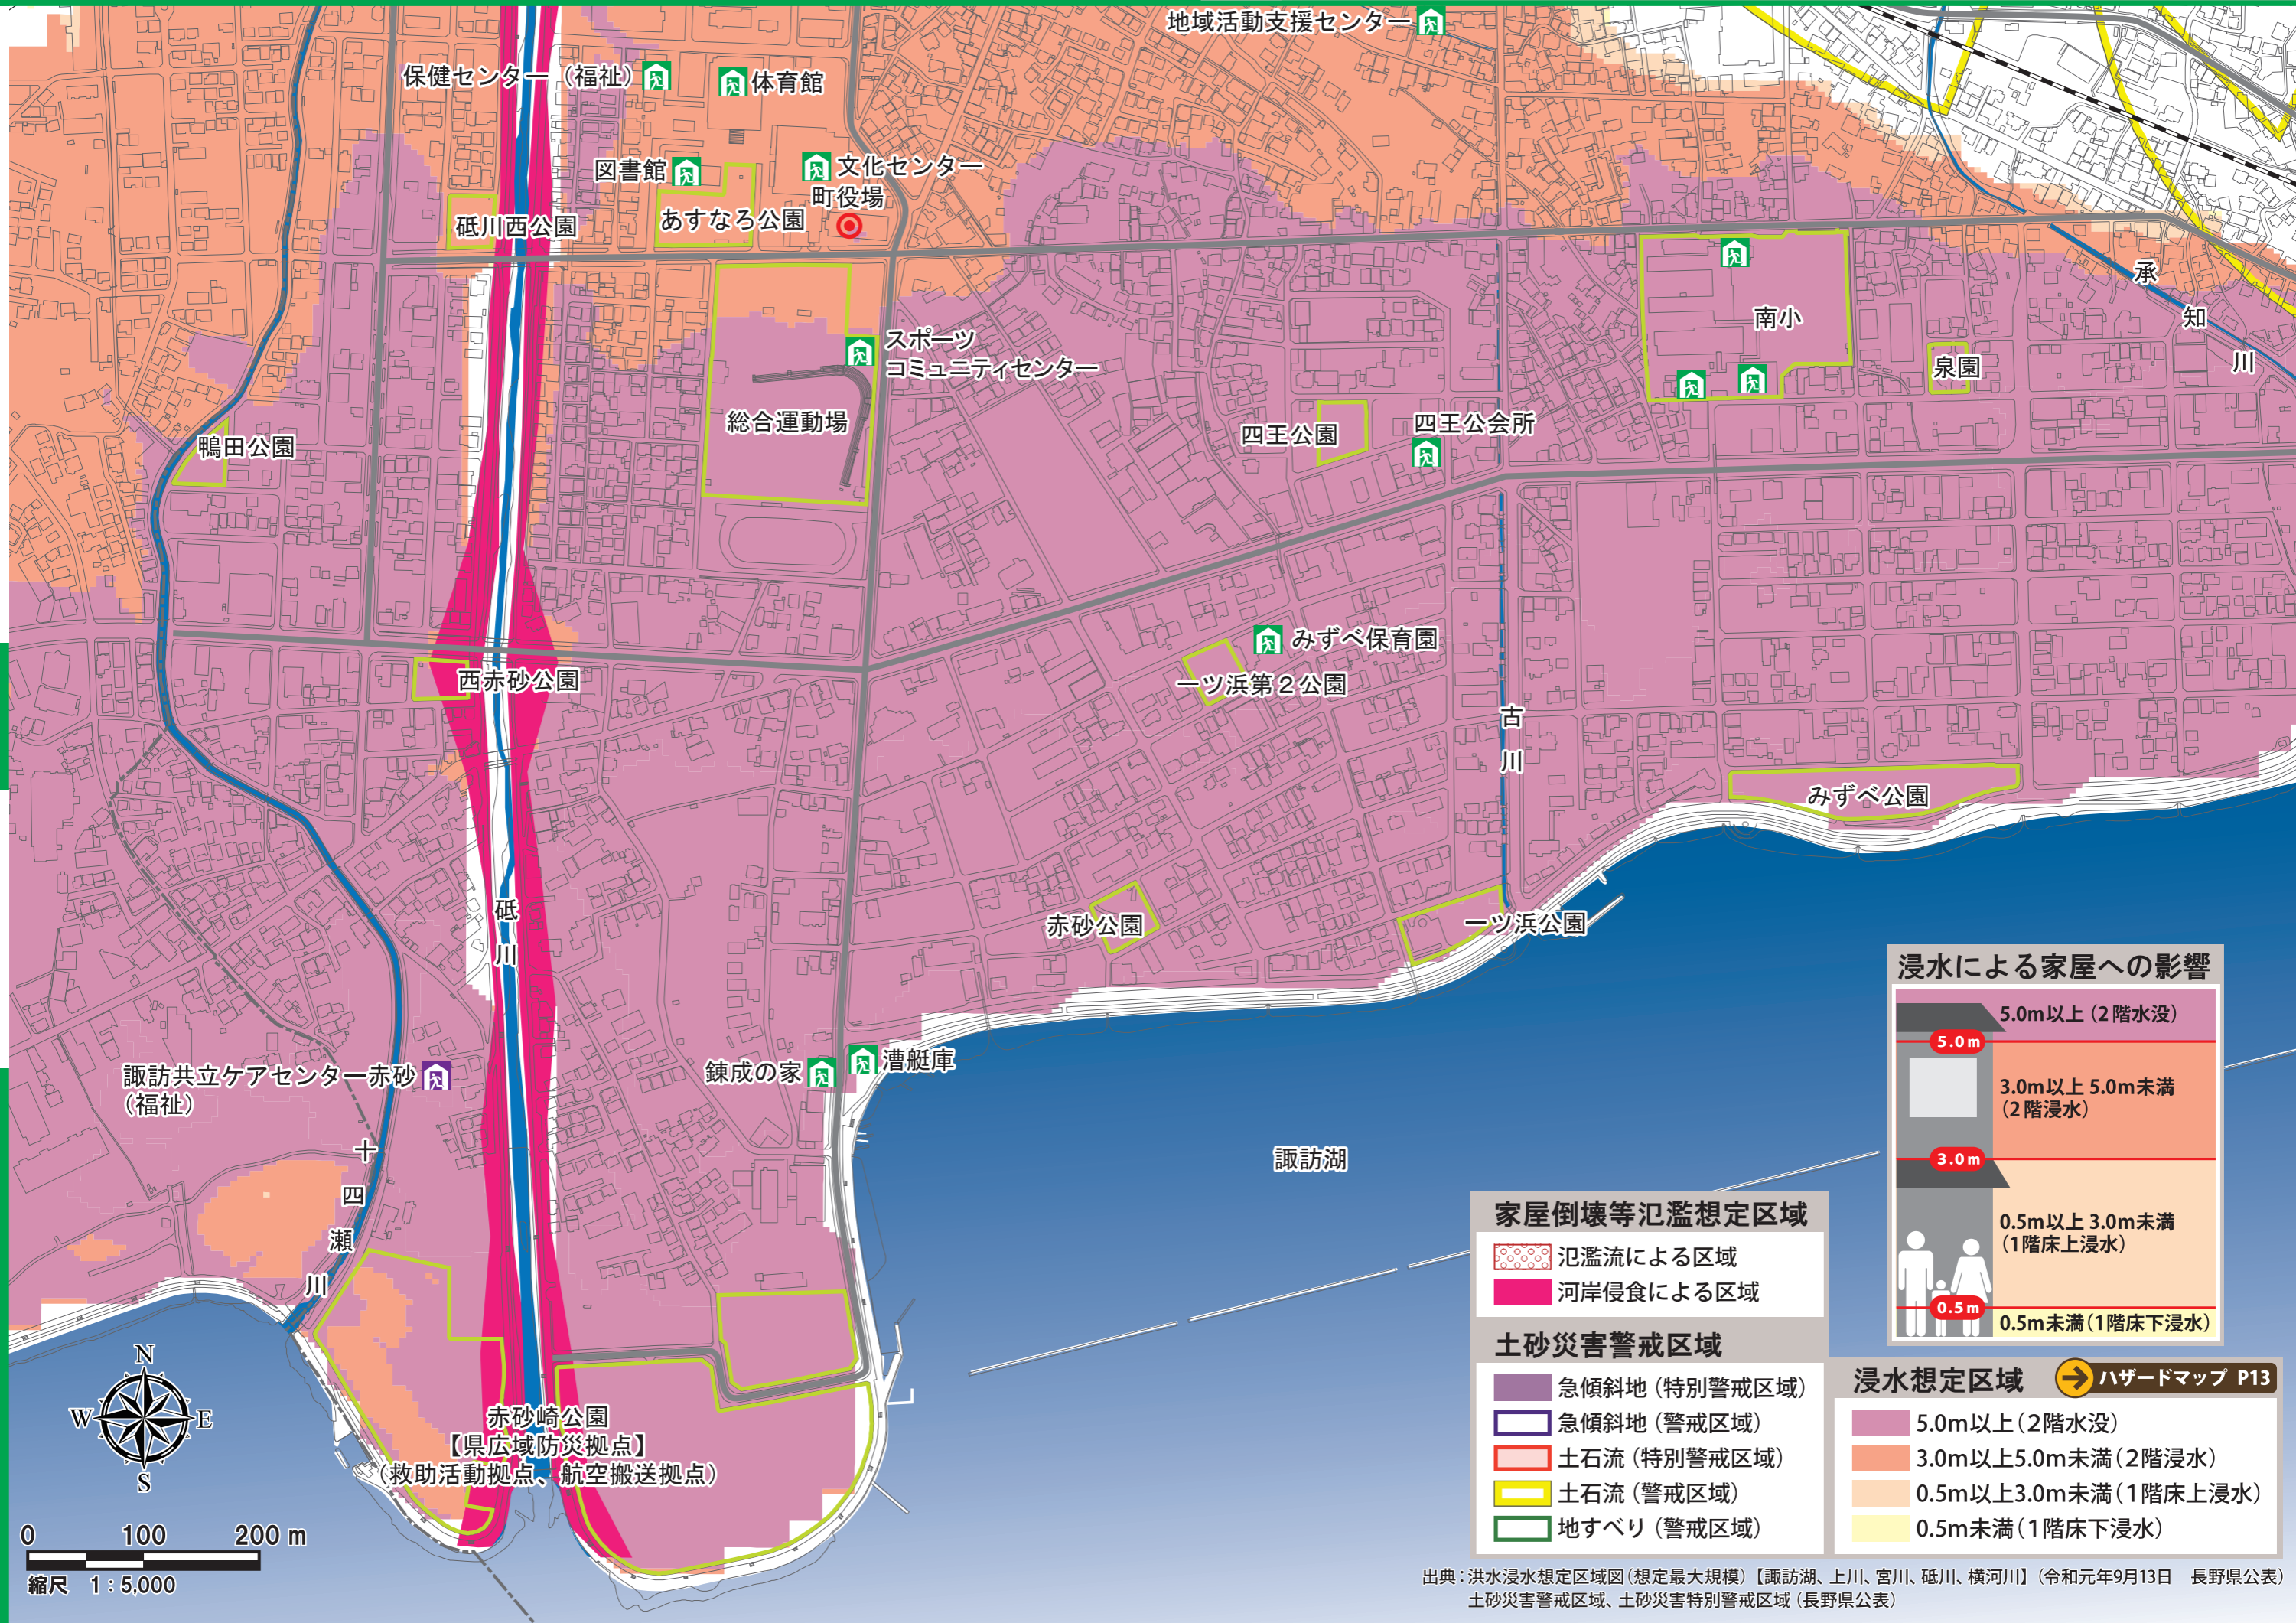 地域活動支援センター
保健センター（福祉）
体育館
図書館
文化センター
町役場
砥川西公園
あすなろ公園
承
知
川
南小
スポーツ
コミュニティセンター
泉園
総合運動場
四王公園
四王公会所
鴨田公園
みずべ保育園
西赤砂公園
一ツ浜第２公園
古
川
みずべ公園
砥
川
赤砂公園
一ツ浜公園
諏訪共立ケアセンター赤砂
（福祉）
錬成の家
漕艇庫
十
四
瀬
川
諏訪湖
赤砂崎公園
【県広域防災拠点】
（救助活動拠点、航空搬送拠点）
N
W
E
S
0 100 200 m
縮尺 1：5,000
浸水による家屋への影響
5.0m以上（2階水没）
5.0m
3.0m以上 5.0m未満
（2階浸水）
3.0m
0.5m以上 3.0m未満
（1階床上浸水）
0.5m
0.5m未満（1階床下浸水）
家屋倒壊等氾濫想定区域
氾濫流による区域
河岸侵食による区域
土砂災害警戒区域
急傾斜地（特別警戒区域）
急傾斜地（警戒区域）
土石流（特別警戒区域）
土石流（警戒区域）
地すべり（警戒区域）
浸水想定区域
ハザードマップ P13
5.0m以上（2階水没）
3.0m以上5.0m未満（2階浸水）
0.5m以上3.0m未満（1階床上浸水）
0.5m未満（1階床下浸水）
出典：洪水浸水想定区域図（想定最大規模）【諏訪湖、上川、宮川、砥川、横河川】（令和元年9月13日　長野県公表）
土砂災害警戒区域、土砂災害特別警戒区域（長野県公表）